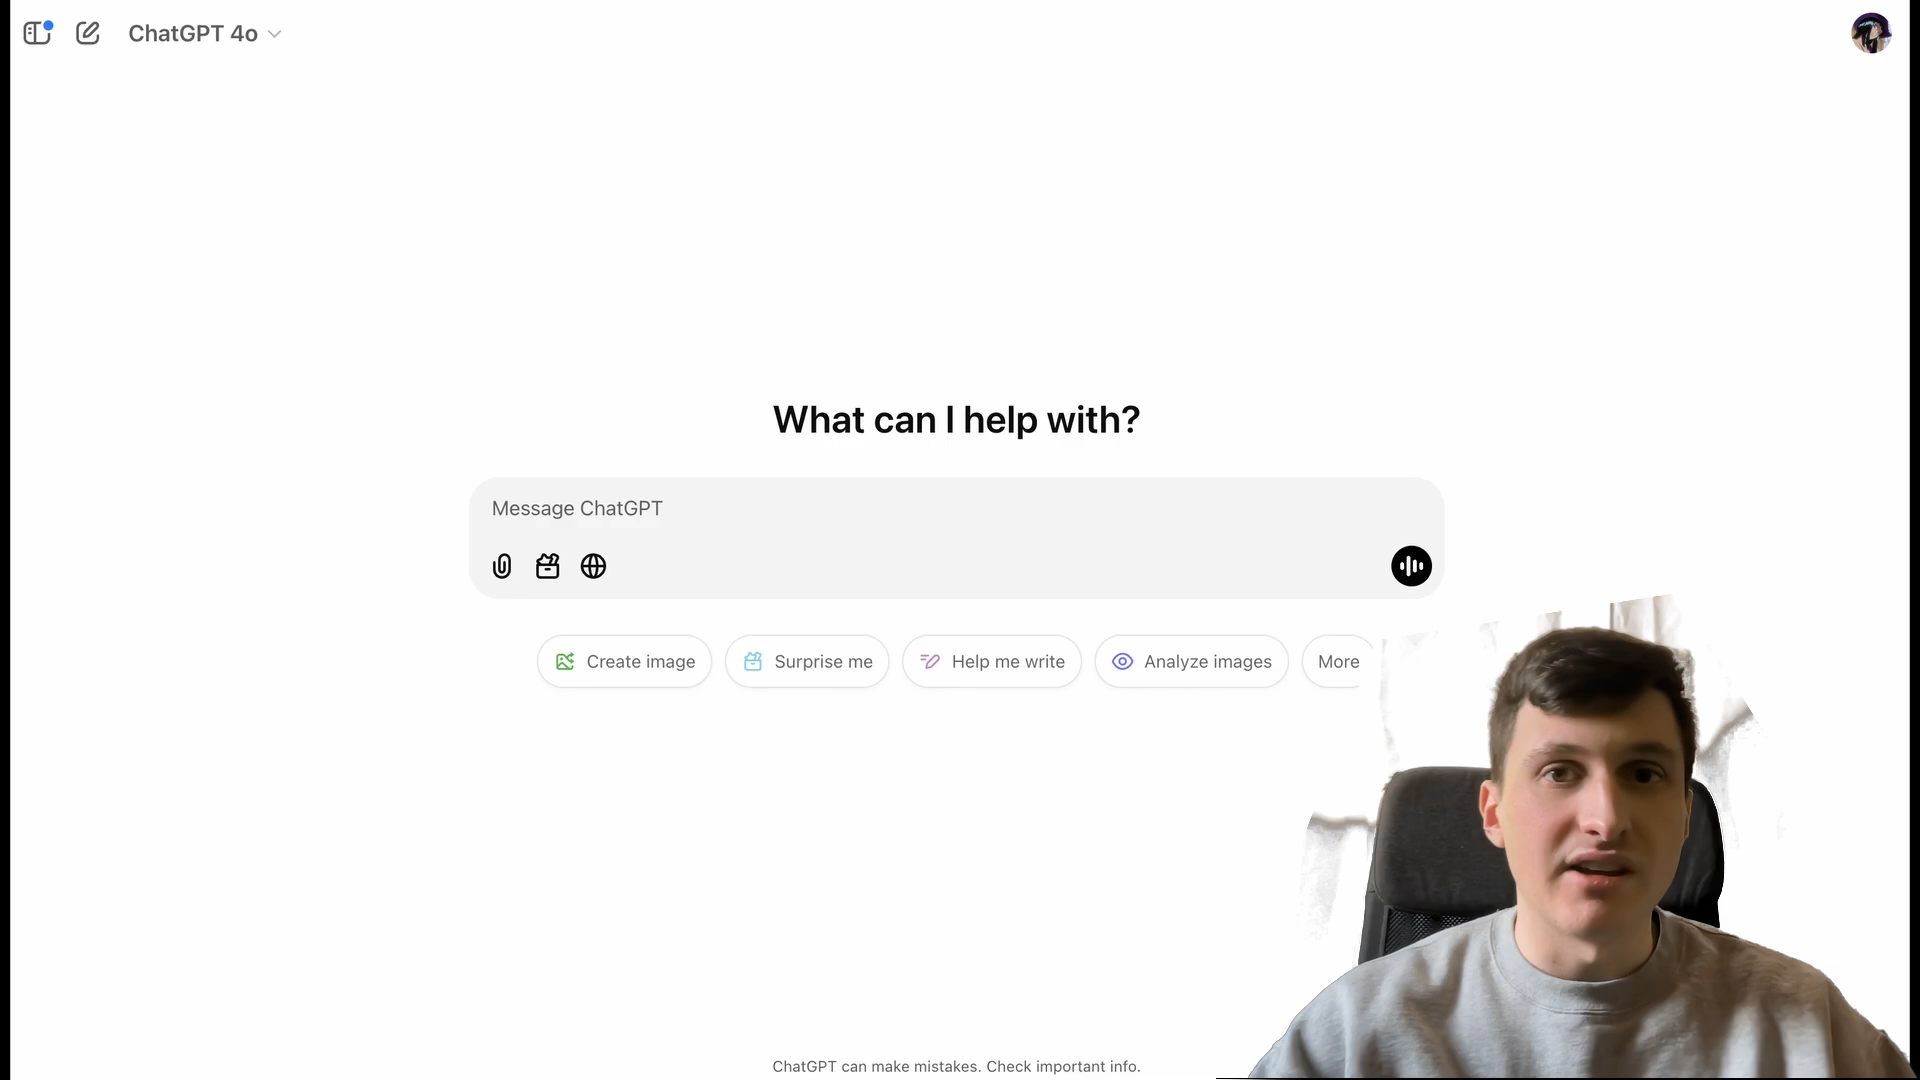 ChatGPT 4o
What can I help with?
Message ChatGPT
Create image
Surprise me
Help me write
Analyze images
More
ChatGPT can make mistakes. Check important info.